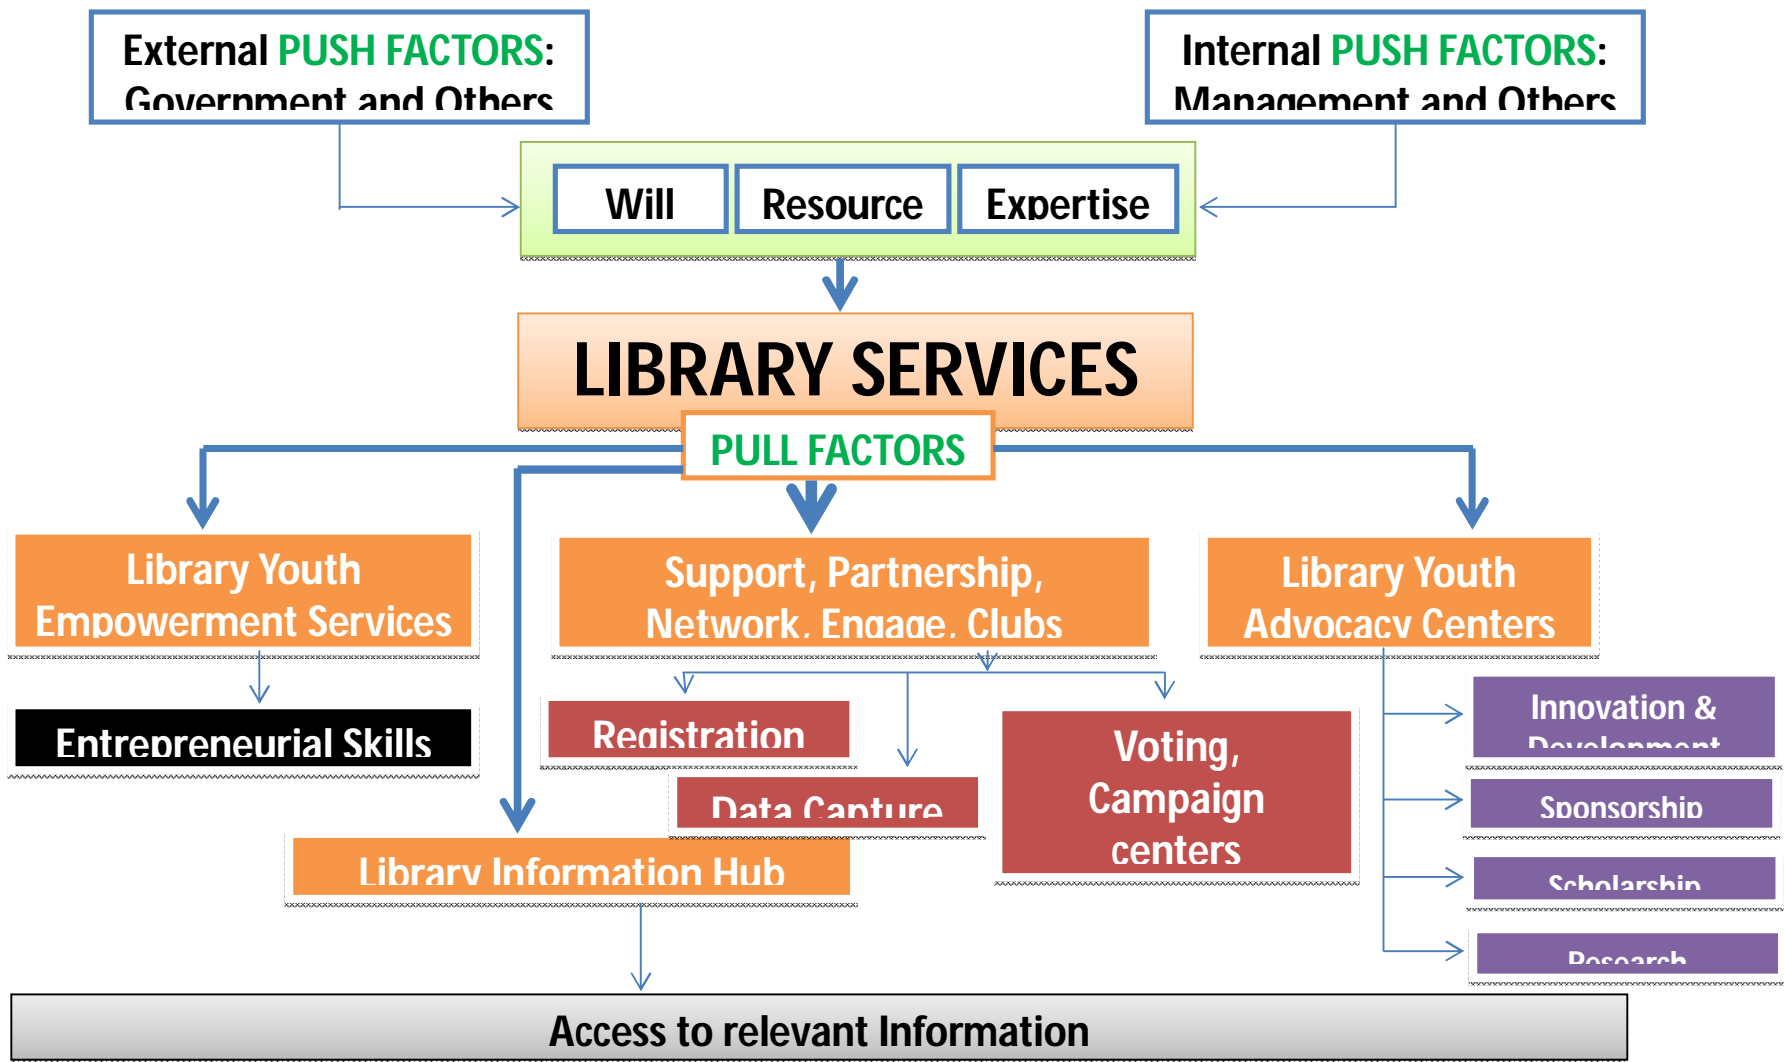 External PUSH FACTORS:
Government and Others
Internal PUSH FACTORS:
Management and Others
Will
Resource
Expertise
LIBRARY SERVICES
PULL FACTORS
Library Youth
Empowerment Services
Support, Partnership,
Network, Engage, Clubs
Library Youth
Advocacy Centers
Entrepreneurial Skills
Registration
Data Capture
Voting,
Campaign
centers
Innovation &
Development
Sponsorship
Scholarship
Research
Library Information Hub
Access to relevant Information